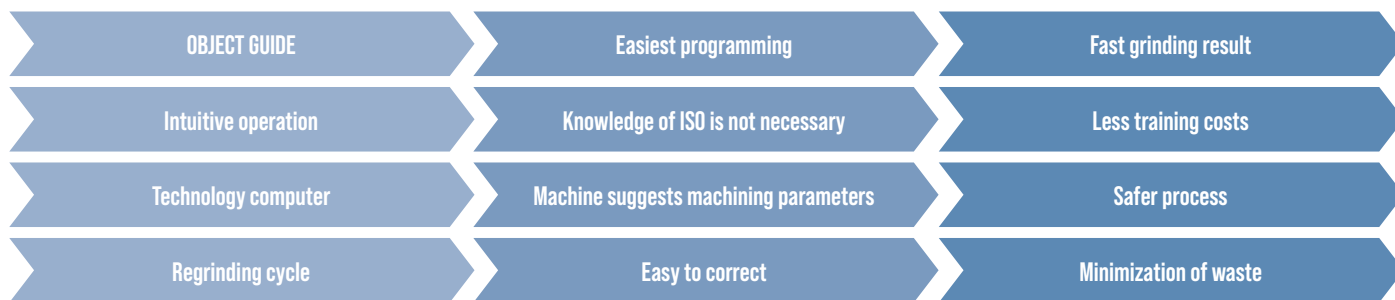 OBJECT GUIDE
Easiest programming
Fast grinding result
Intuitive operation
Knowledge of ISO is not necessary
Less training costs
Technology computer
Machine suggests machining parameters
Safer process
Regrinding cycle
Easy to correct
Minimization of waste